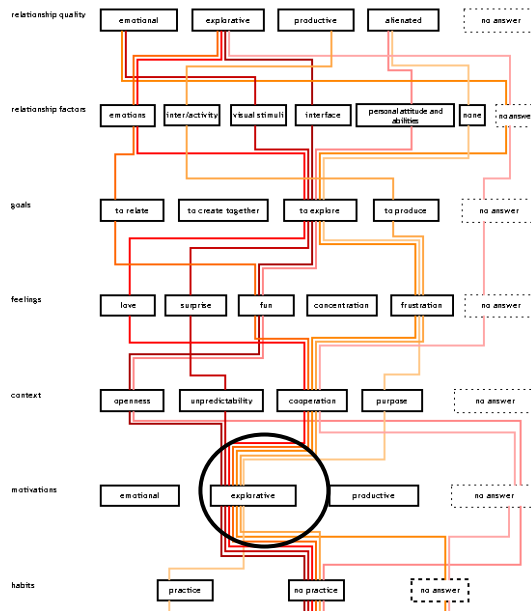 relationship quality emotional explorative productive alienated no answer
relationship factors emotions inter/activity visual stimuli interface personal attitude and abilities none no answe
goals to relate to create together to explore to produce no answer
feelings love surprise fun concentration frustration no answer
context openness unpredictability cooperation purpose no answer
motivations emotional explorative productive no answer
habits practice no practice no answer